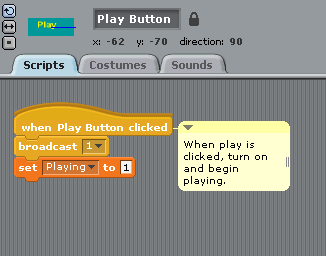 Play Button
Play
x: -62 y: -70 direction: 90
Scripts Costumes Sounds
when Play Button clicked
broadcast 1
set Playing to 1
When play is
clicked, turn on
and begin
playing.